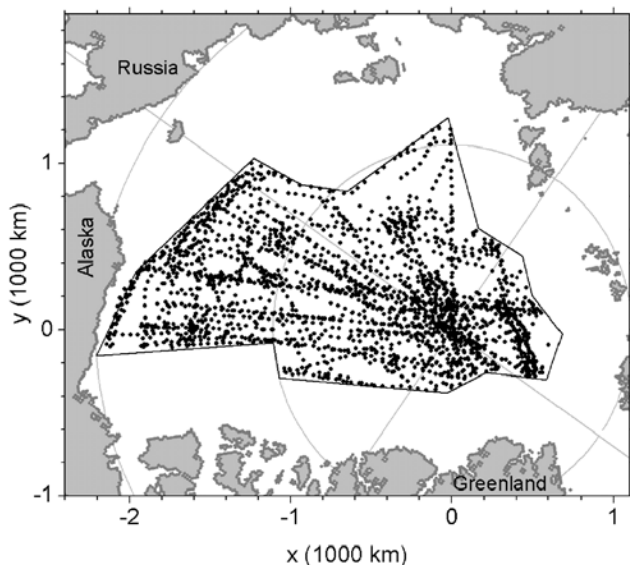 Russia
1
Alaska
y (1000 km)
0
-1
Greenland
-2
-1
0
1
x (1000 km)